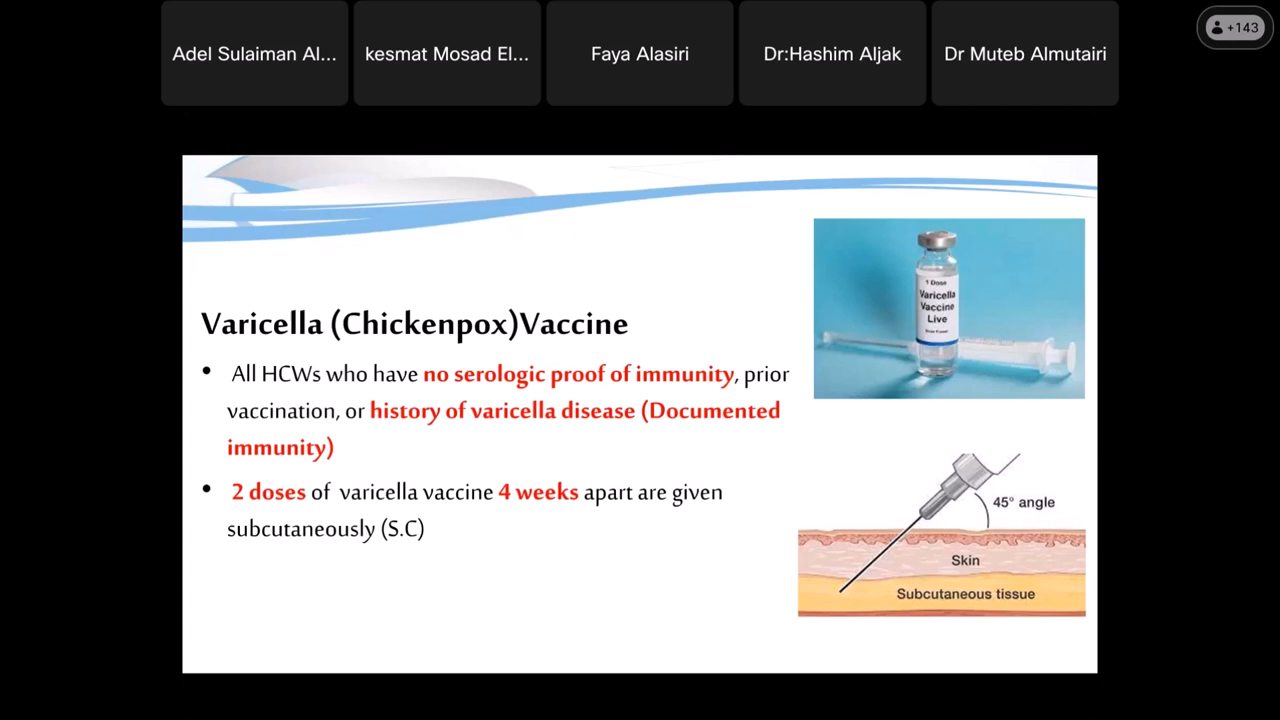 Adel Sulaiman Al...
kesmat Mosad El...
Faya Alasiri
Dr:Hashim Aljak
Dr Muteb Almutairi
+143
1 Dose
Varicella
Vaccine
Live
Varicella (Chickenpox)Vaccine
• All HCWs who have no serologic proof of immunity, prior
vaccination, or history of varicella disease (Documented
immunity)
• 2 doses of varicella vaccine 4 weeks apart are given
subcutaneously (S.C)
45° angle
Skin
Subcutaneous tissue